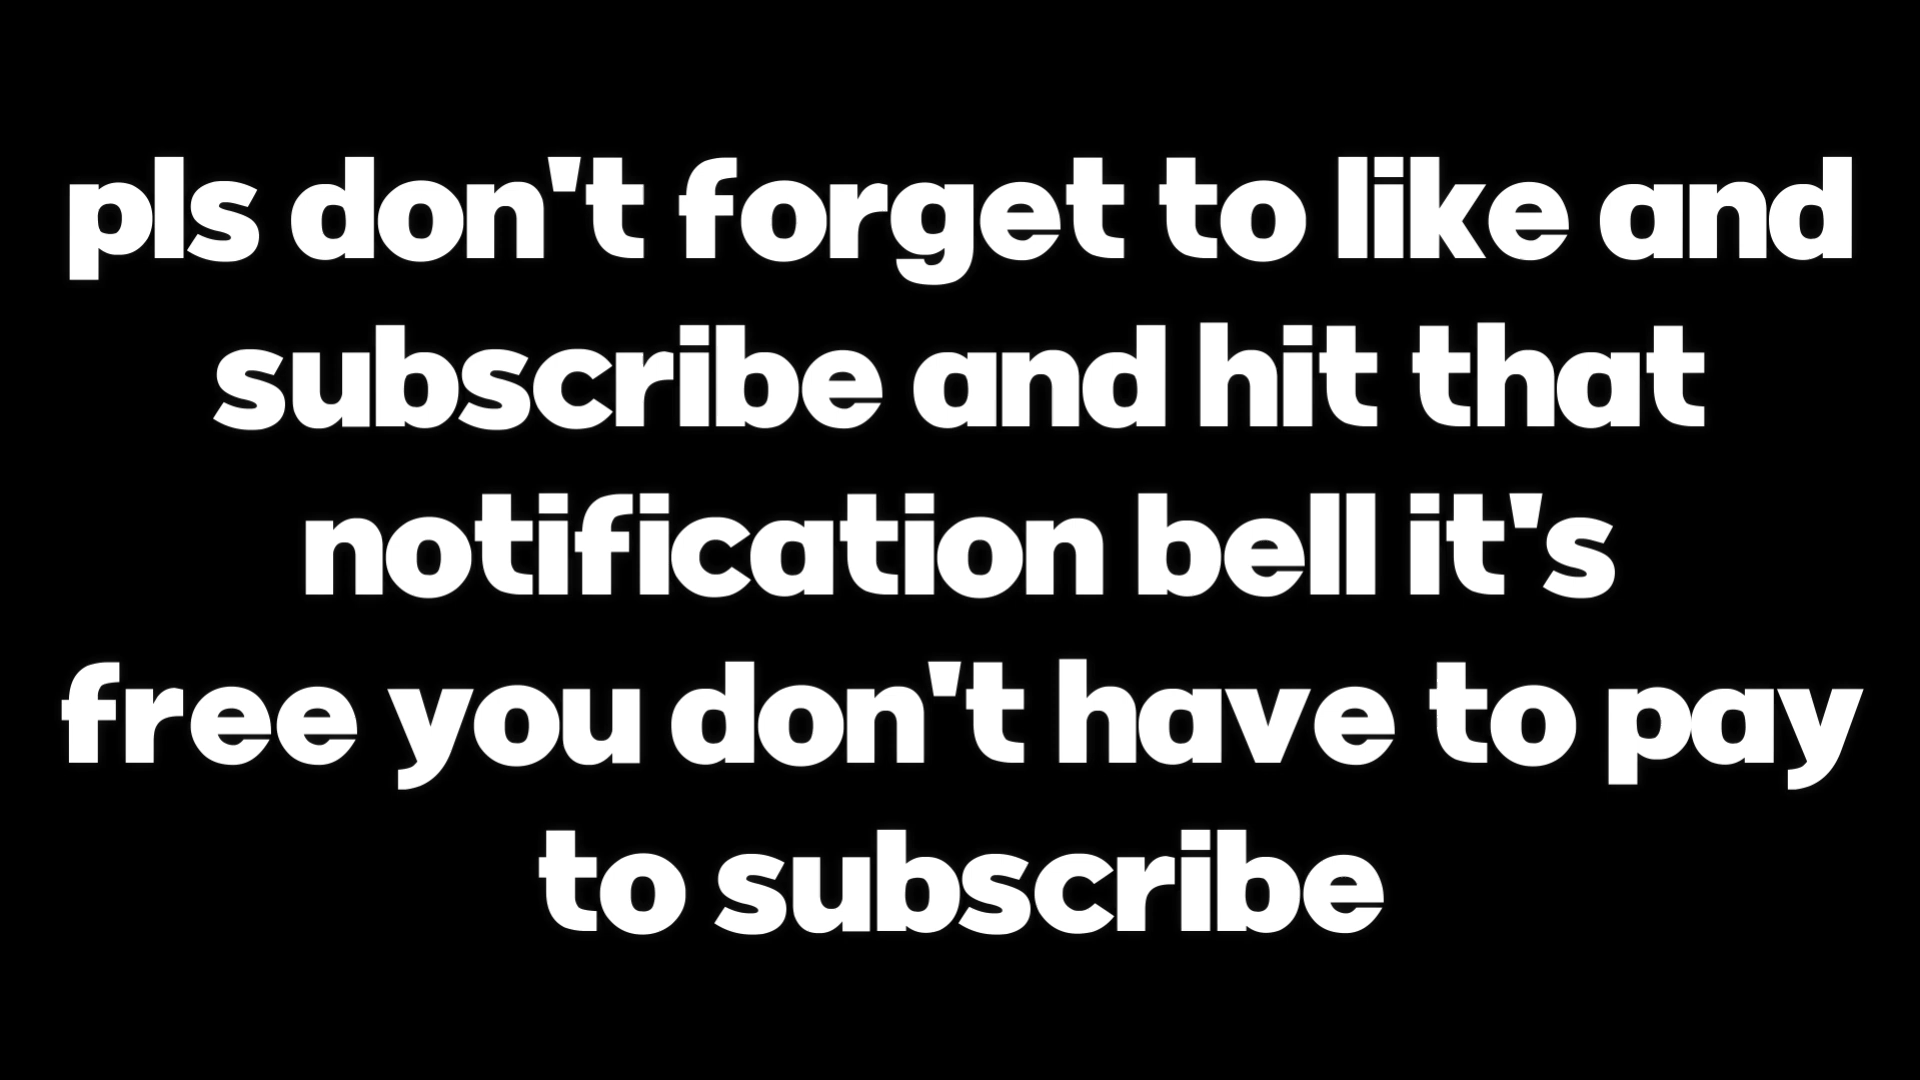 pls don't forget to like and
subscribe and hit that
notification bell it's
free you don't have to pay
to subscribe